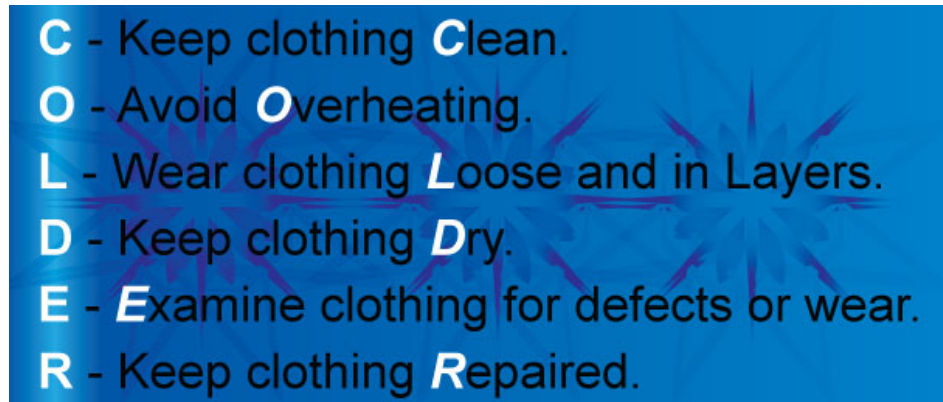 C - Keep clothing Clean.
O - Avoid Overheating.
L - Wear clothing Loose and in Layers.
D - Keep clothing Dry.
E - Examine clothing for defects or wear.
R - Keep clothing Repaired.